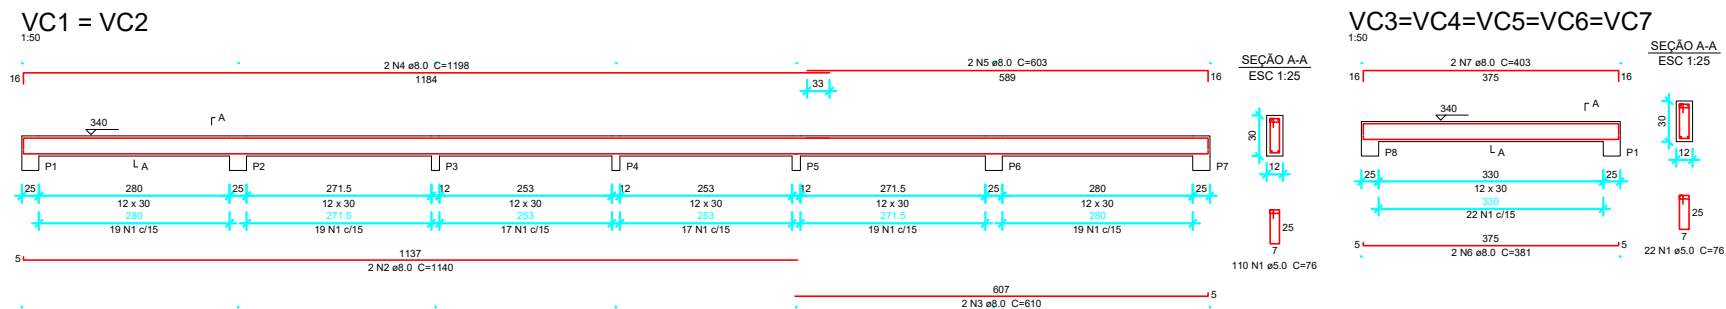 VC1 = VC2
1:50
2 N4 ø8.0 C=1198
16 1184
2 N5 ø8.0 C=603
589 16
33
340
A
A
P1 P2 P3 P4 P5 P6 P7
25 280 25 271.5 12 253 12 253 12 271.5 25 280 25
12 x 30 12 x 30 12 x 30 12 x 30 12 x 30 12 x 30
280 271.5 253 253 271.5 280
19 N1 c/15 19 N1 c/15 17 N1 c/15 17 N1 c/15 19 N1 c/15 19 N1 c/15
1137
5
2 N2 ø8.0 C=1140
607
5
2 N3 ø8.0 C=610
SEÇÃO A-A
ESC 1:25
30
12
25
7
110 N1 ø5.0 C=76
VC3=VC4=VC5=VC6=VC7
1:50
2 N7 ø8.0 C=403
16 375 16
340
A
A
P8 P1
25 330 25
12 x 30
330
22 N1 c/15
375
5 5
2 N6 ø8.0 C=381
SEÇÃO A-A
ESC 1:25
30
12
25
7
22 N1 ø5.0 C=76